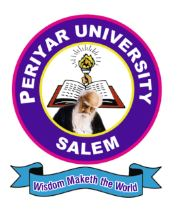 PERIYAR UNIVERSITY
SALEM
Wisdom Maketh the World